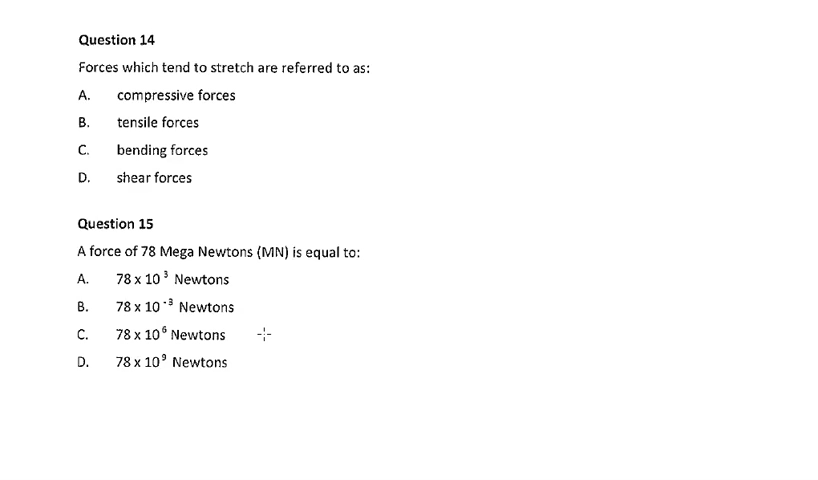 Question 14
Forces which tend to stretch are referred to as:
A. compressive forces
B. tensile forces
C. bending forces
D. shear forces
Question 15
A force of 78 Mega Newtons (MN) is equal to:
A. 78 x 10 ³ Newtons
B. 78 x 10 ⁻³ Newtons
C. 78 x 10⁶ Newtons
D. 78 x 10⁹ Newtons